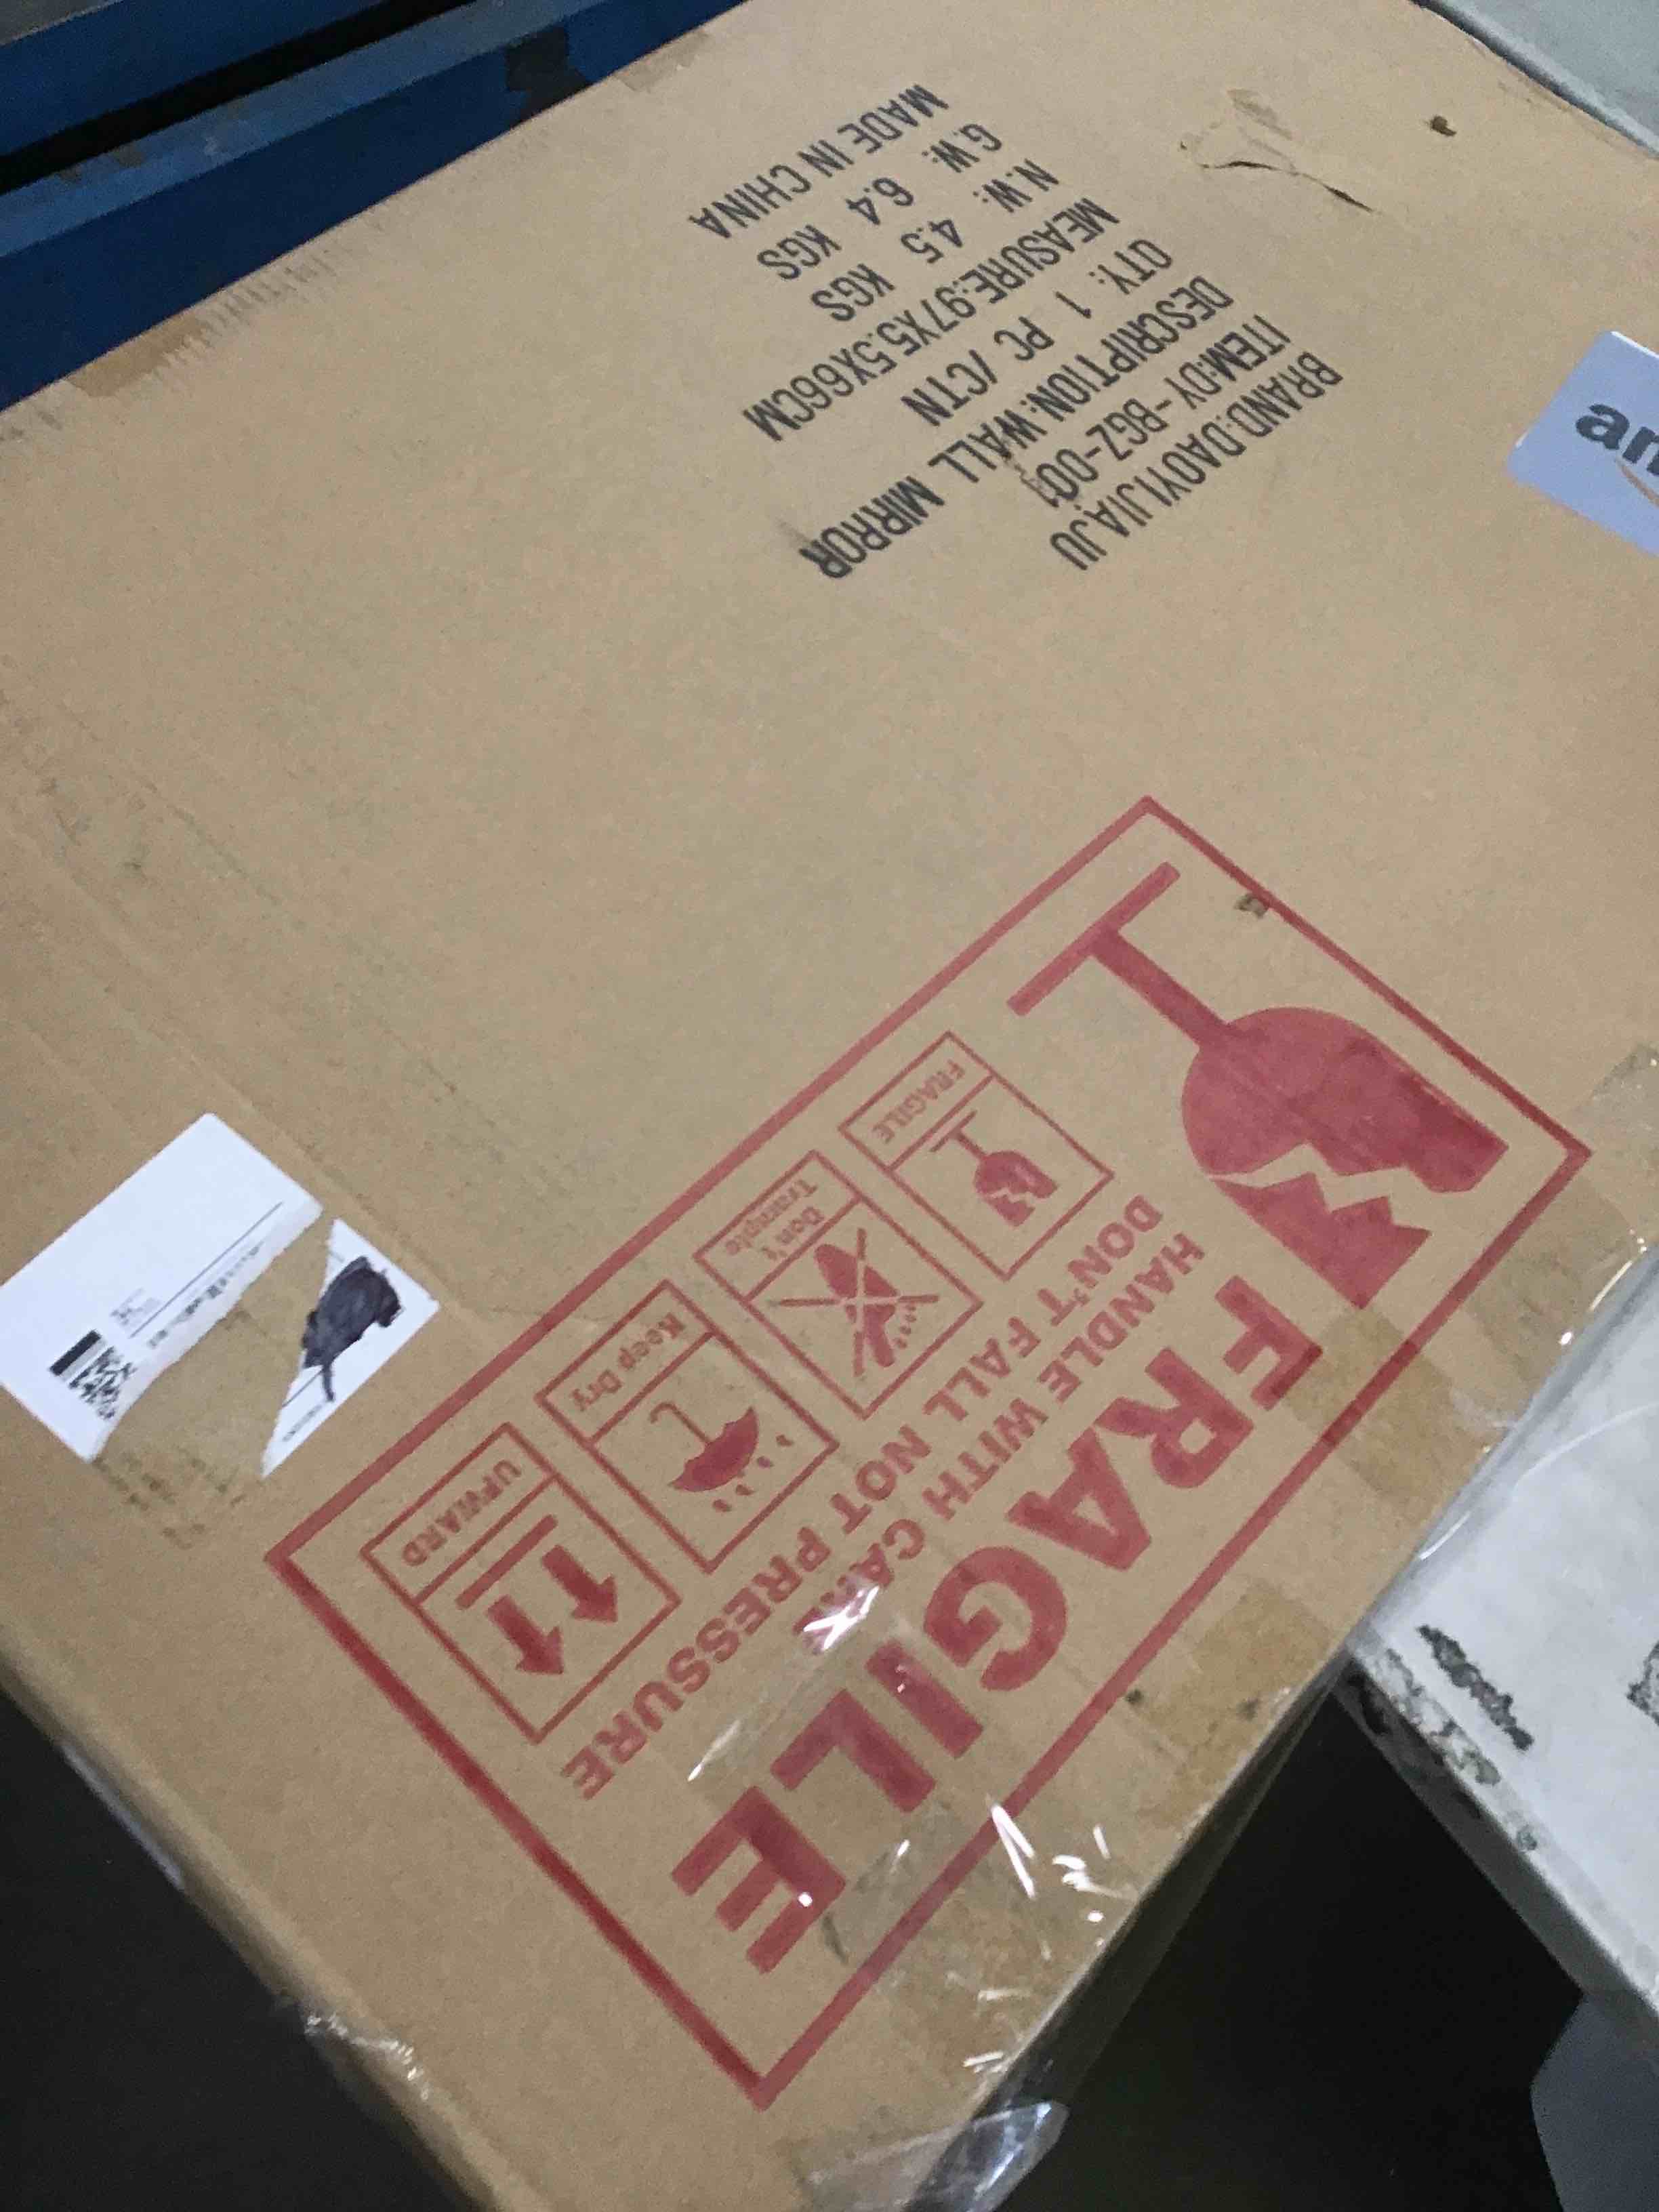 BRAND:DAOYIJIAJU
ITEM:DY-BGZ-001
DESCRIPTION:WALL MIRROR
QTY: 1 PC /CTN
MEASURE:97X5.5X66CM
N.W: 4.5 KGS
G.W: 6.4 KGS
MADE IN CHINA
am
FRAGILE
HANDLE WITH CARE
DON'T FALL NOT PRESSURE
FRAGILE
Don't
Trample
Keep Dry
UPWARD